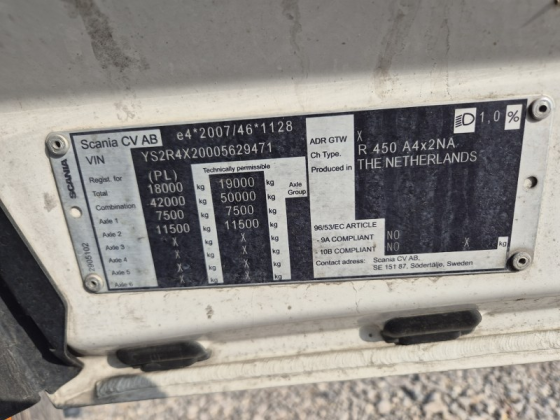 SCANIA
Scania CV AB e4*2007/46*1128
VIN YS2R4X20005629471
Regist. for (PL) Technically permissible
Total 18000 kg 19000 kg Axle Group
Combination 42000 kg 50000 kg
Axle 1 7500 kg 7500 kg
Axle 2 11500 kg 11500 kg
Axle 3 X kg X kg kg
Axle 4 X kg X kg
Axle 5 X kg X kg
Axle 6
ADR GTW X 1.0 %
Ch Type. R 450 A4x2NA
THE NETHERLANDS
96/53/EC ARTICLE
- 9A COMPLIANT NO
10B COMPLIANT NO X kg
Contact adress: Scania CV AB,
SE 151 87, Södertälje, Sweden